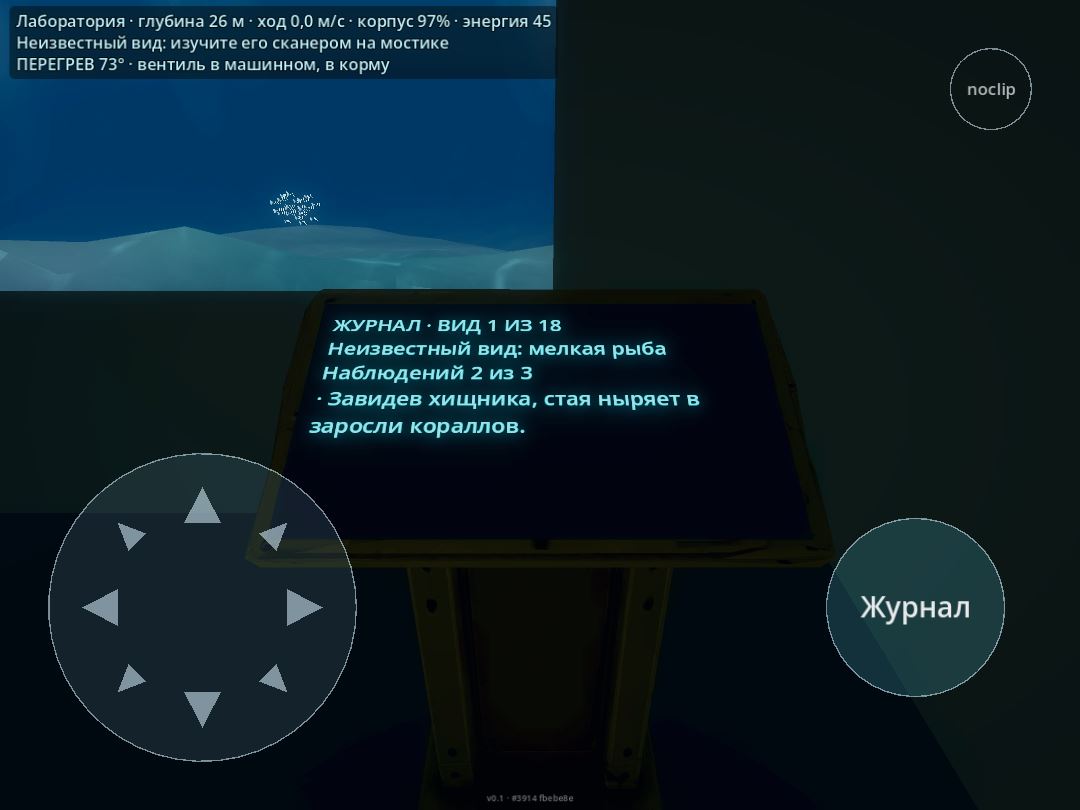 Лаборатория · глубина 26 м · ход 0,0 м/с · корпус 97% · энергия 45
Неизвестный вид: изучите его сканером на мостике
ПЕРЕГРЕВ 73° · вентиль в машинном, в корму
noclip
ЖУРНАЛ · ВИД 1 ИЗ 18
Неизвестный вид: мелкая рыба
Наблюдений 2 из 3
· Завидев хищника, стая ныряет в
заросли кораллов.
Журнал
v0.1 · #3914 fbebe8e